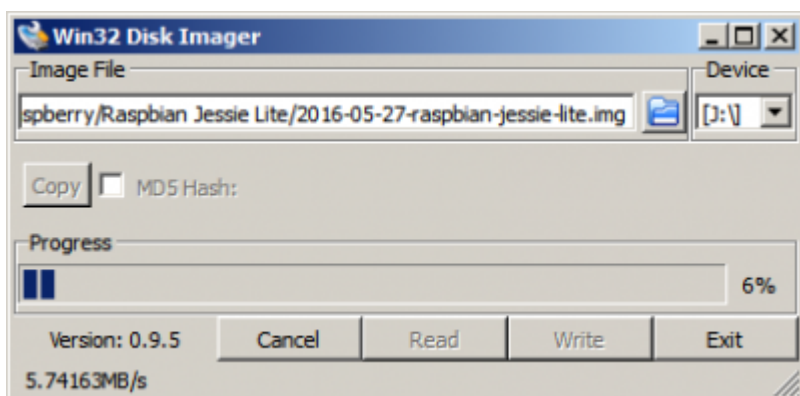 Win32 Disk Imager
Image File
Device
spberry/Raspbian Jessie Lite/2016-05-27-raspbian-jessie-lite.img
[J:\]
Copy
MD5 Hash:
Progress
6%
Version: 0.9.5
Cancel
Read
Write
Exit
5.74163MB/s